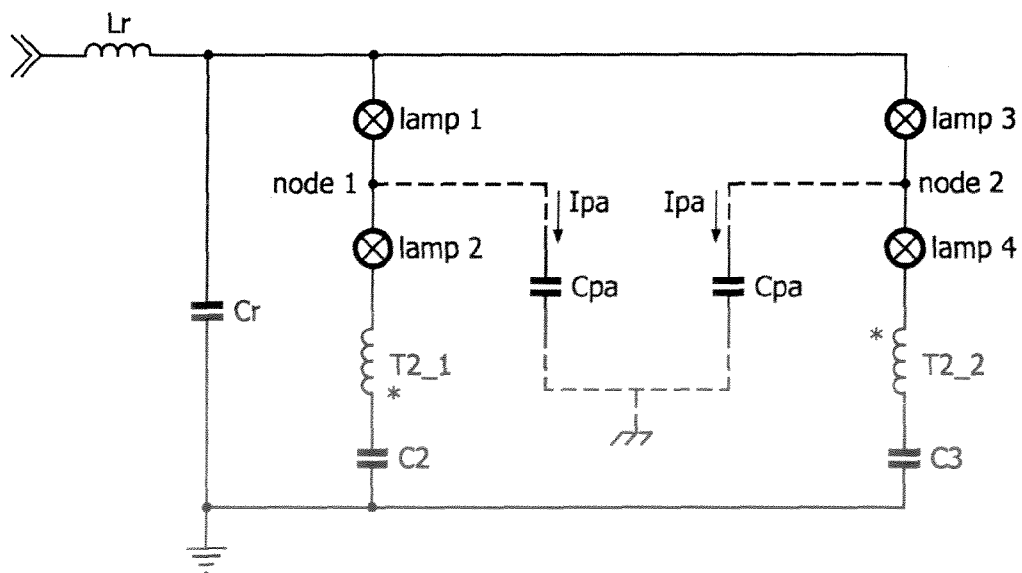 Lr
lamp 1
lamp 3
node 1
Ipa
Ipa
node 2
lamp 2
lamp 4
Cpa
Cpa
Cr
T2_1
*
*
T2_2
C2
C3